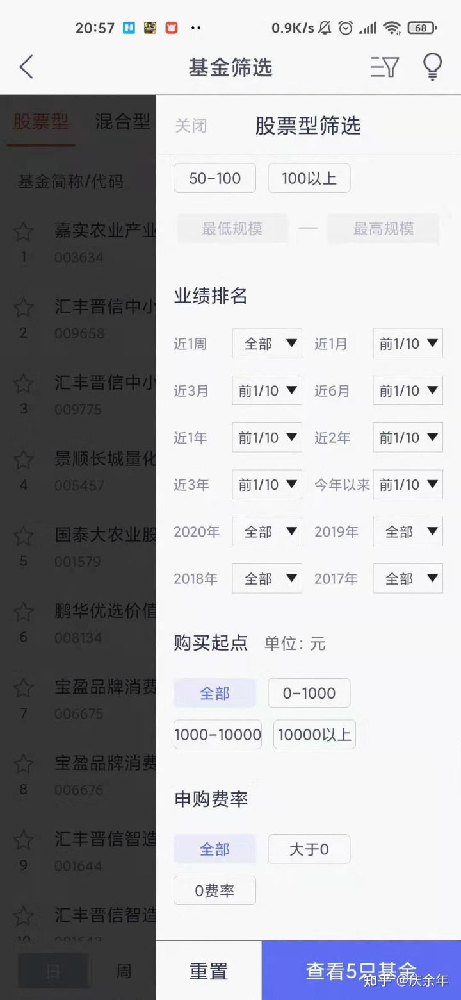 20:57
0.9K/s
68
基金筛选
股票型 混合型
关闭 股票型筛选
基金简称/代码
50-100 100以上
最低规模 — 最高规模
嘉实农业产业
1 003634
汇丰晋信中小
2 009658
汇丰晋信中小
3 009775
景顺长城量化
4 005457
国泰大农业股
5 001579
鹏华优选价值
6 008134
宝盈品牌消费
7 006675
宝盈品牌消费
8 006676
汇丰晋信智造
9 001644
汇丰晋信智造
10 001643
日 周
业绩排名
近1周 全部 近1月 前1/10
近3月 前1/10 近6月 前1/10
近1年 前1/10 近2年 前1/10
近3年 前1/10 今年以来 前1/10
2020年 全部 2019年 全部
2018年 全部 2017年 全部
购买起点 单位: 元
全部 0-1000
1000-10000 10000以上
申购费率
全部 大于0
0费率
重置 查看5只基金
知乎 @庆余年